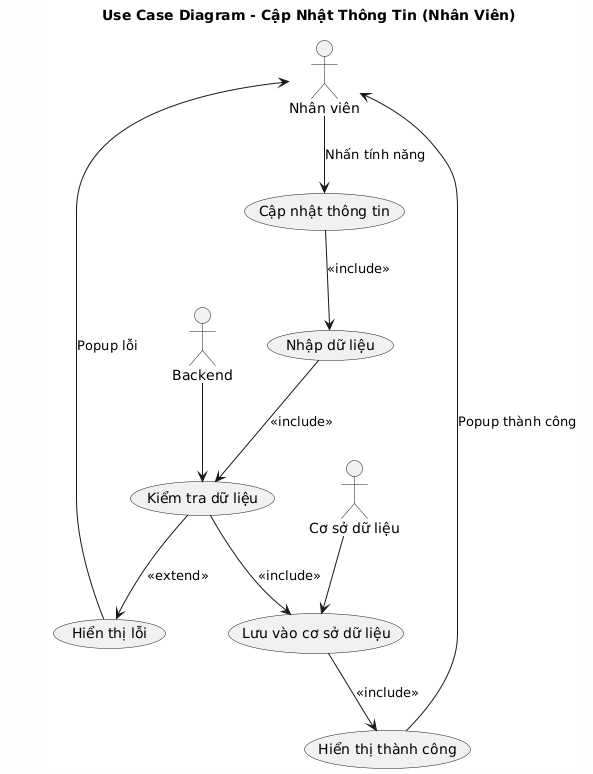 Use Case Diagram - Cập Nhật Thông Tin (Nhân Viên)
Nhân viên
Nhấn tính năng
Cập nhật thông tin
«include»
Nhập dữ liệu
Popup lỗi
Backend
«include»
Popup thành công
Kiểm tra dữ liệu
Cơ sở dữ liệu
«extend»
«include»
Hiển thị lỗi
Lưu vào cơ sở dữ liệu
«include»
Hiển thị thành công